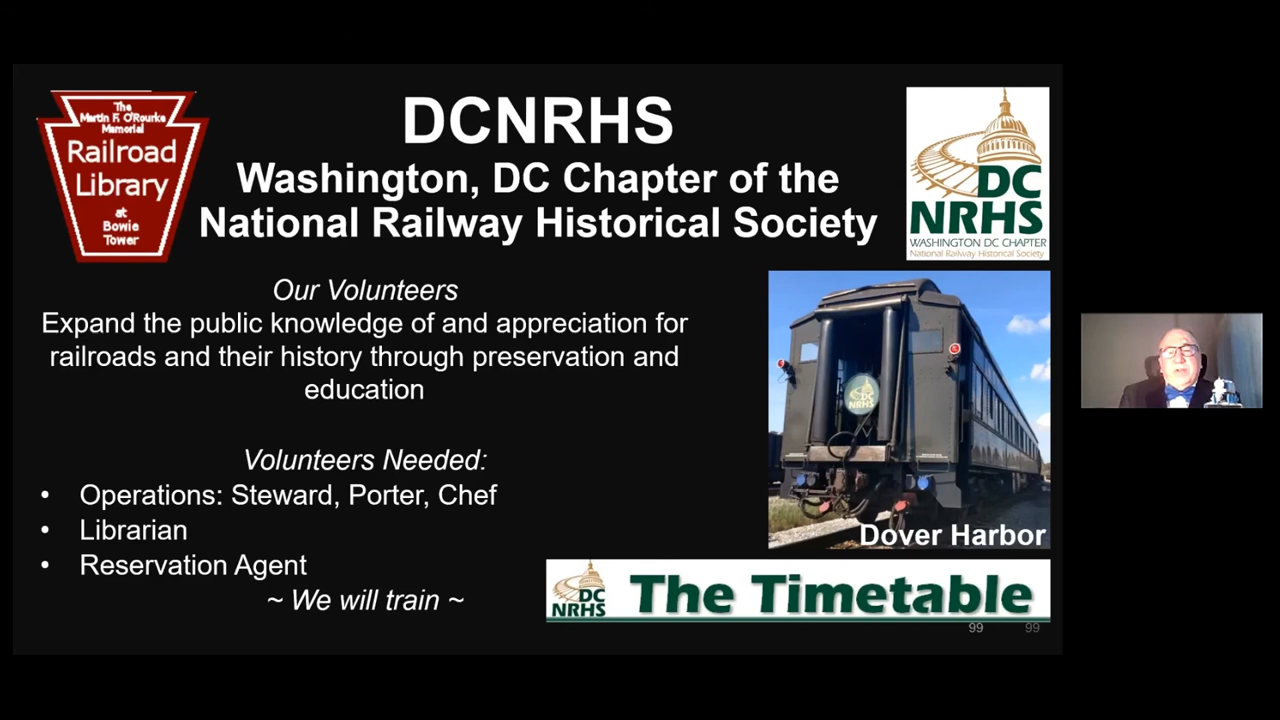 The
Martin F. O'Rourke
Memorial
Railroad
Library
at
Bowie
Tower
DCNRHS
Washington, DC Chapter of the
National Railway Historical Society
DC
NRHS
WASHINGTON DC CHAPTER
National Railway Historical Society
Our Volunteers
Expand the public knowledge of and appreciation for
railroads and their history through preservation and
education
Volunteers Needed:
• Operations: Steward, Porter, Chef
• Librarian
• Reservation Agent
~ We will train ~
DC
NRHS
Dover Harbor
DC
NRHS
The Timetable
99 99